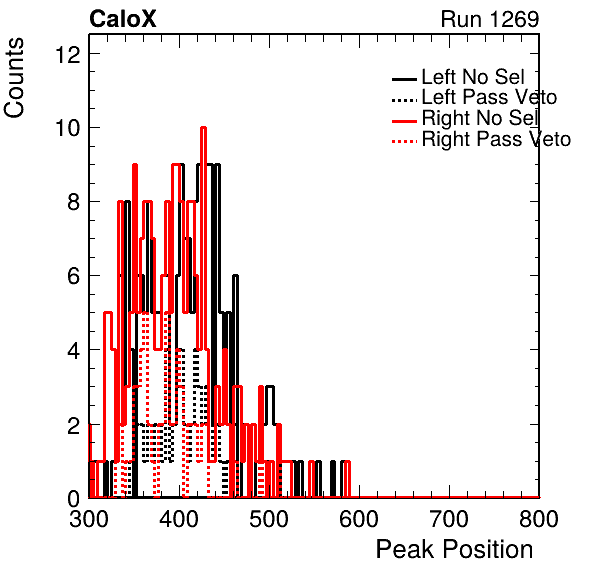 CaloX Run 1269
Counts
12
10
8
6
4
2
0
Left No Sel
Left Pass Veto
Right No Sel
Right Pass Veto
300 400 500 600 700 800
Peak Position